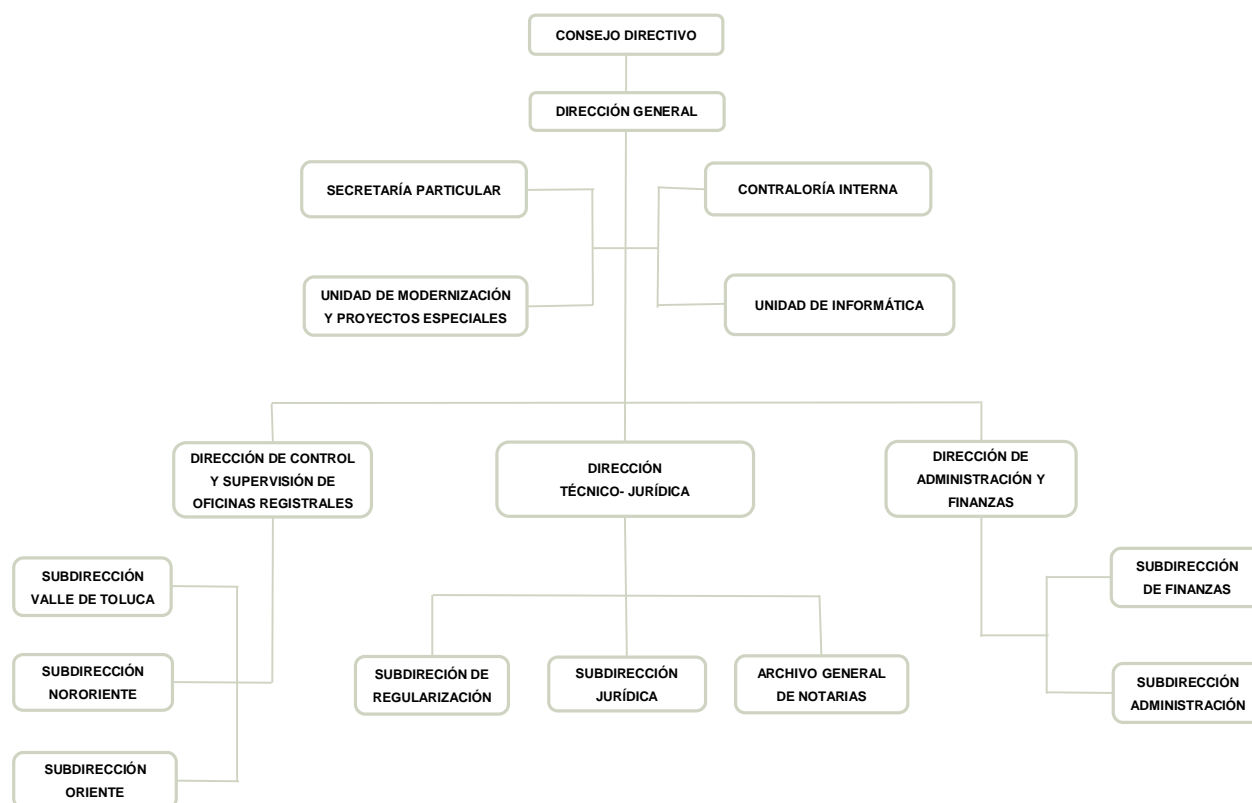 CONSEJO DIRECTIVO
DIRECCIÓN GENERAL
SECRETARÍA PARTICULAR
CONTRALORÍA INTERNA
UNIDAD DE MODERNIZACIÓN
Y PROYECTOS ESPECIALES
UNIDAD DE INFORMÁTICA
DIRECCIÓN DE CONTROL
Y SUPERVISIÓN DE
OFICINAS REGISTRALES
DIRECCIÓN
TÉCNICO- JURÍDICA
DIRECCIÓN DE
ADMINISTRACIÓN Y
FINANZAS
SUBDIRECCIÓN
VALLE DE TOLUCA
SUBDIRECCIÓN
NORORIENTE
SUBDIRECCIÓN
ORIENTE
SUBDIRECIÓN DE
REGULARIZACIÓN
SUBDIRECCIÓN
JURÍDICA
ARCHIVO GENERAL
DE NOTARIAS
SUBDIRECCIÓN
DE FINANZAS
SUBDIRECCIÓN
ADMINISTRACIÓN